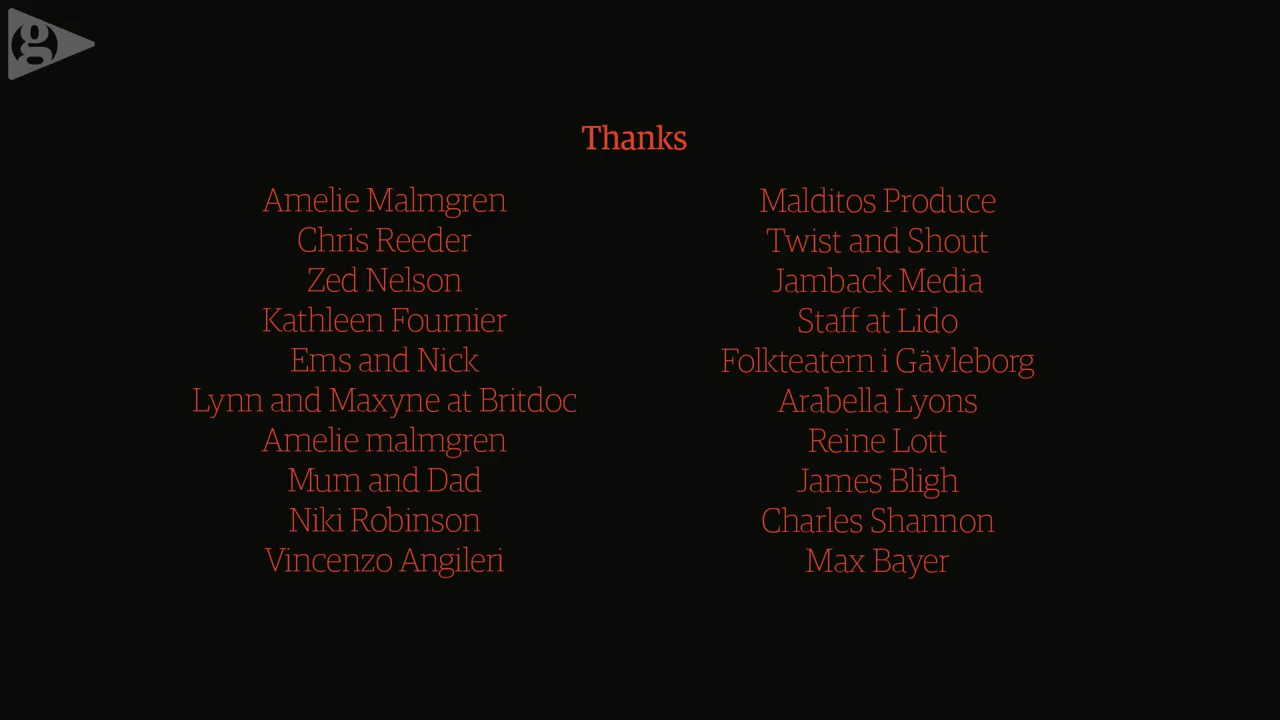 g
Thanks
Amelie Malmgren
Chris Reeder
Zed Nelson
Kathleen Fournier
Ems and Nick
Lynn and Maxyne at Britdoc
Amelie malmgren
Mum and Dad
Niki Robinson
Vincenzo Angileri
Malditos Produce
Twist and Shout
Jamback Media
Staff at Lido
Folkteatern i Gävleborg
Arabella Lyons
Reine Lott
James Bligh
Charles Shannon
Max Bayer